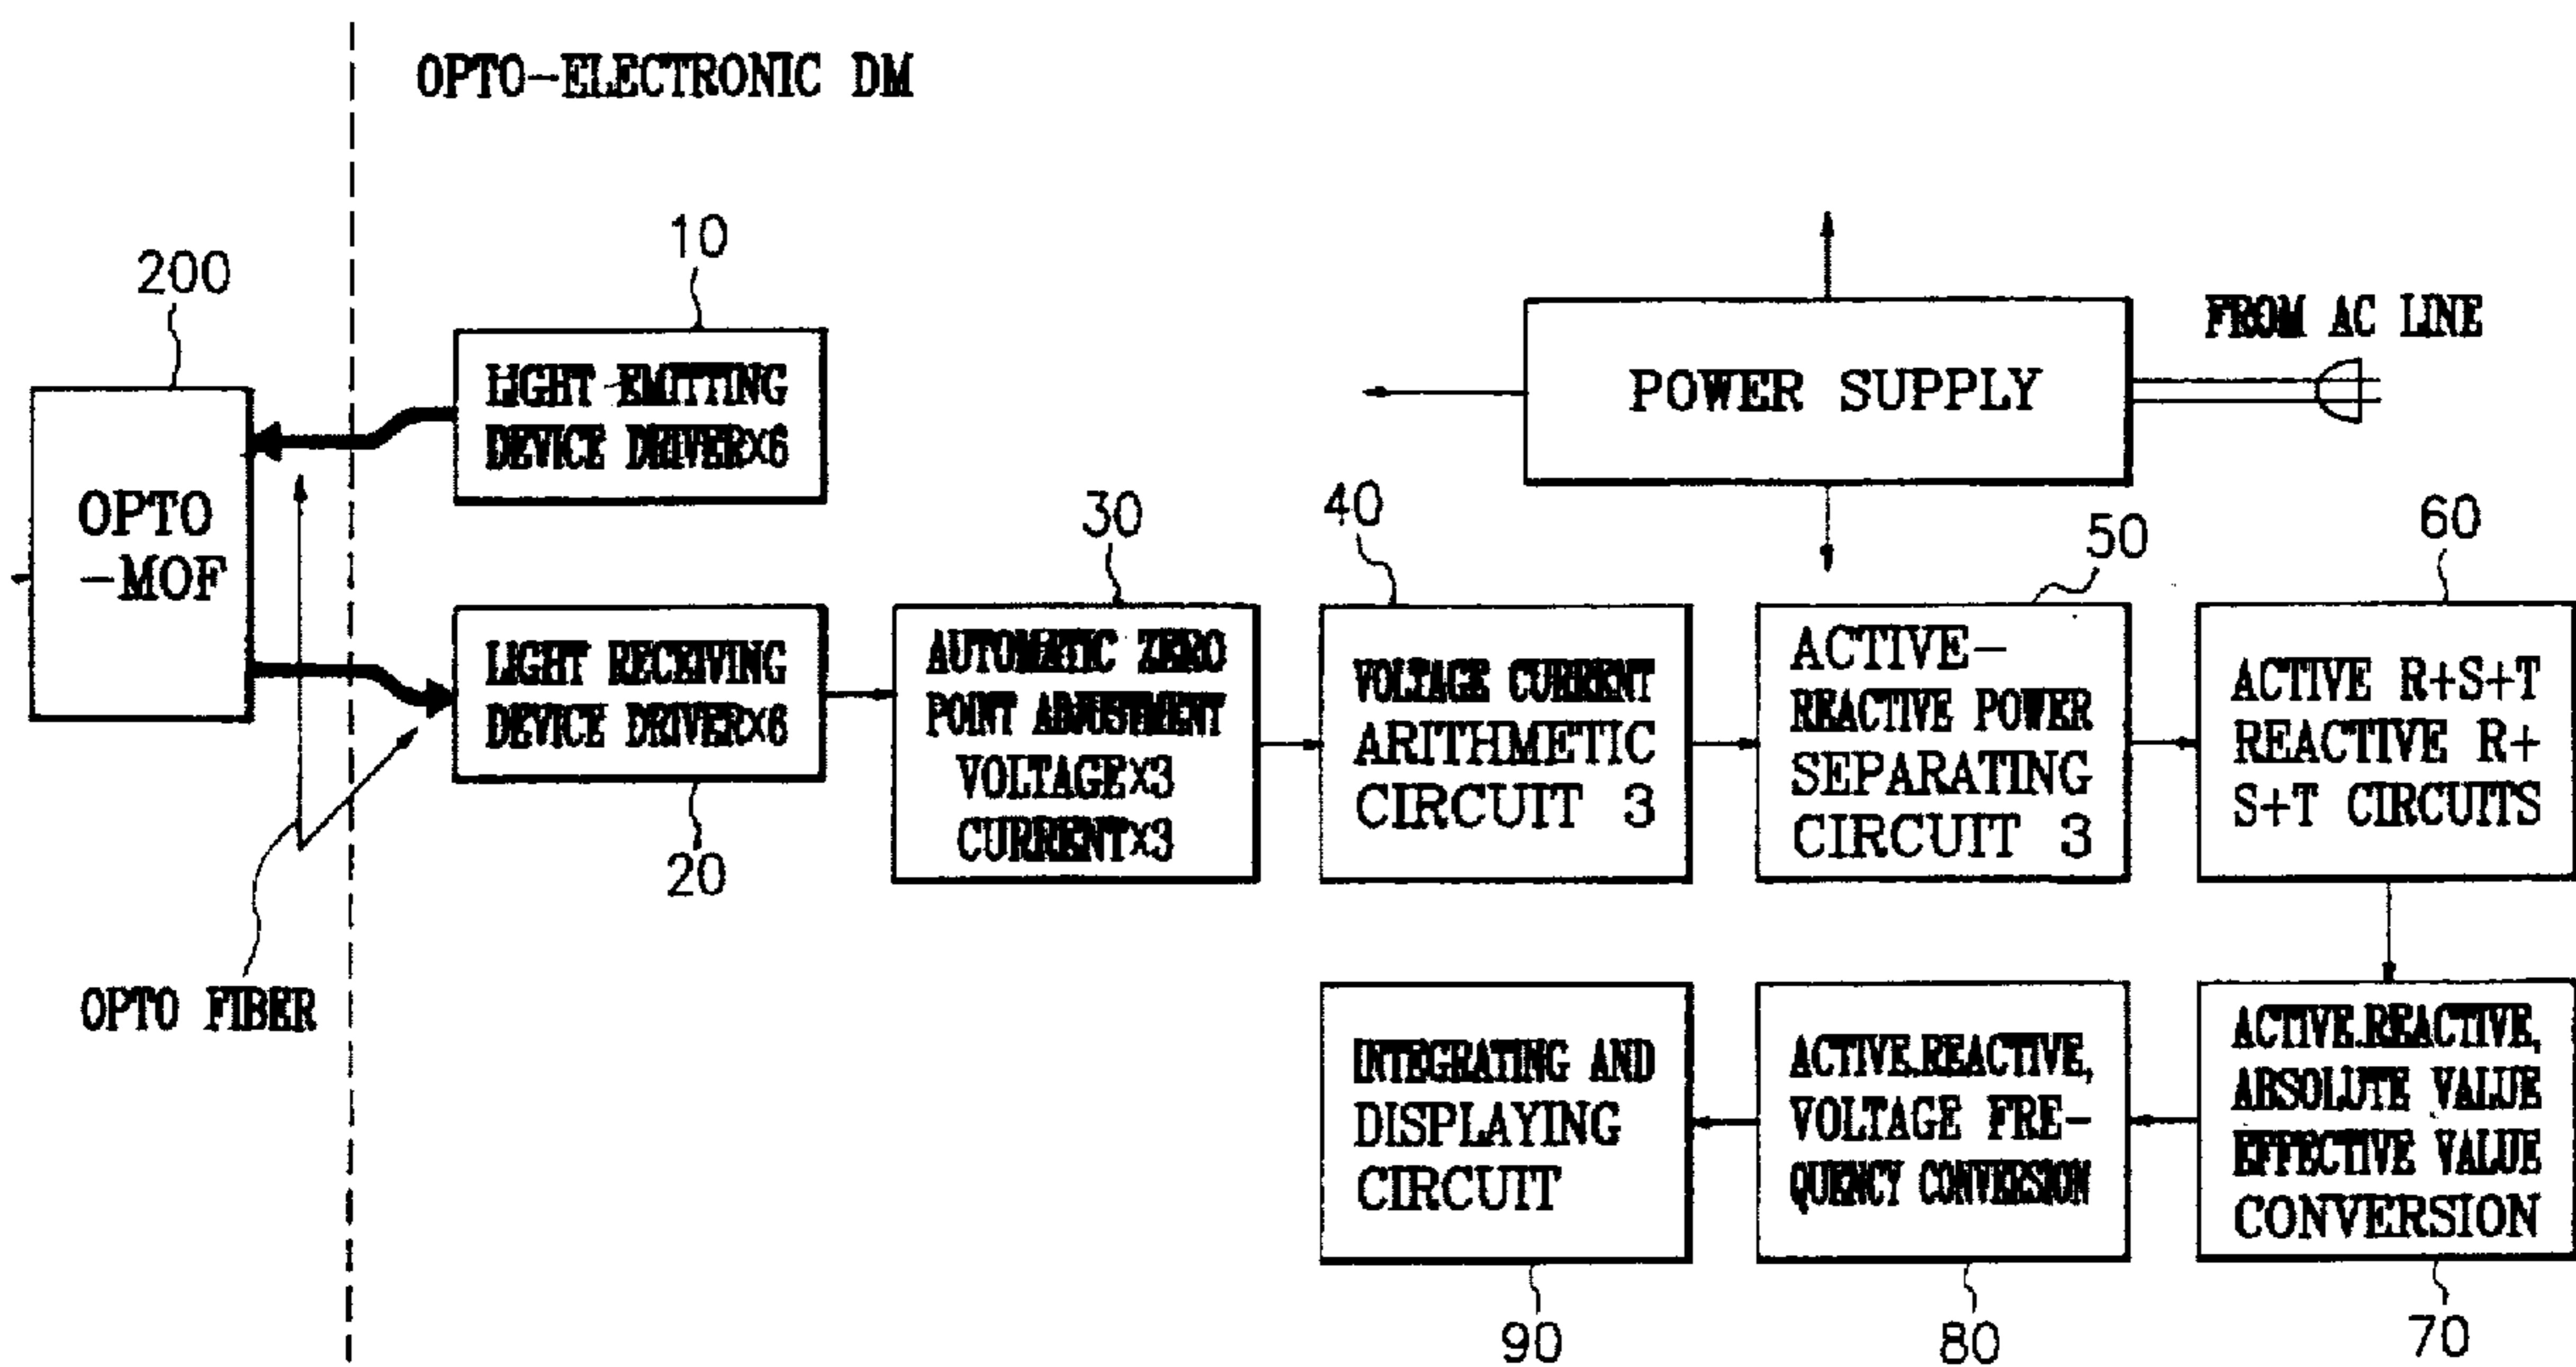 OPTO-ELECTRONIC DM
200
10
LIGHT EMITTING
DEVICE DRIVER×6
POWER SUPPLY
FROM AC LINE
OPTO
-MOF
20
LIGHT RECEIVING
DEVICE DRIVER×6
30
AUTOMATIC ZERO
POINT ADJUSTMENT
VOLTAGE×3
CURRENT×3
40
VOLTAGE CURRENT
ARITHMETIC
CIRCUIT 3
50
ACTIVE-
REACTIVE POWER
SEPARATING
CIRCUIT 3
60
ACTIVE R+S+T
REACTIVE R+
S+T CIRCUITS
OPTO FIBER
INTEGRATING AND
DISPLAYING
CIRCUIT
90
ACTIVE.REACTIVE,
VOLTAGE FRE-
QUENCY CONVERSION
80
ACTIVE.REACTIVE,
ABSOLUTE VALUE
EFFECTIVE VALUE
CONVERSION
70